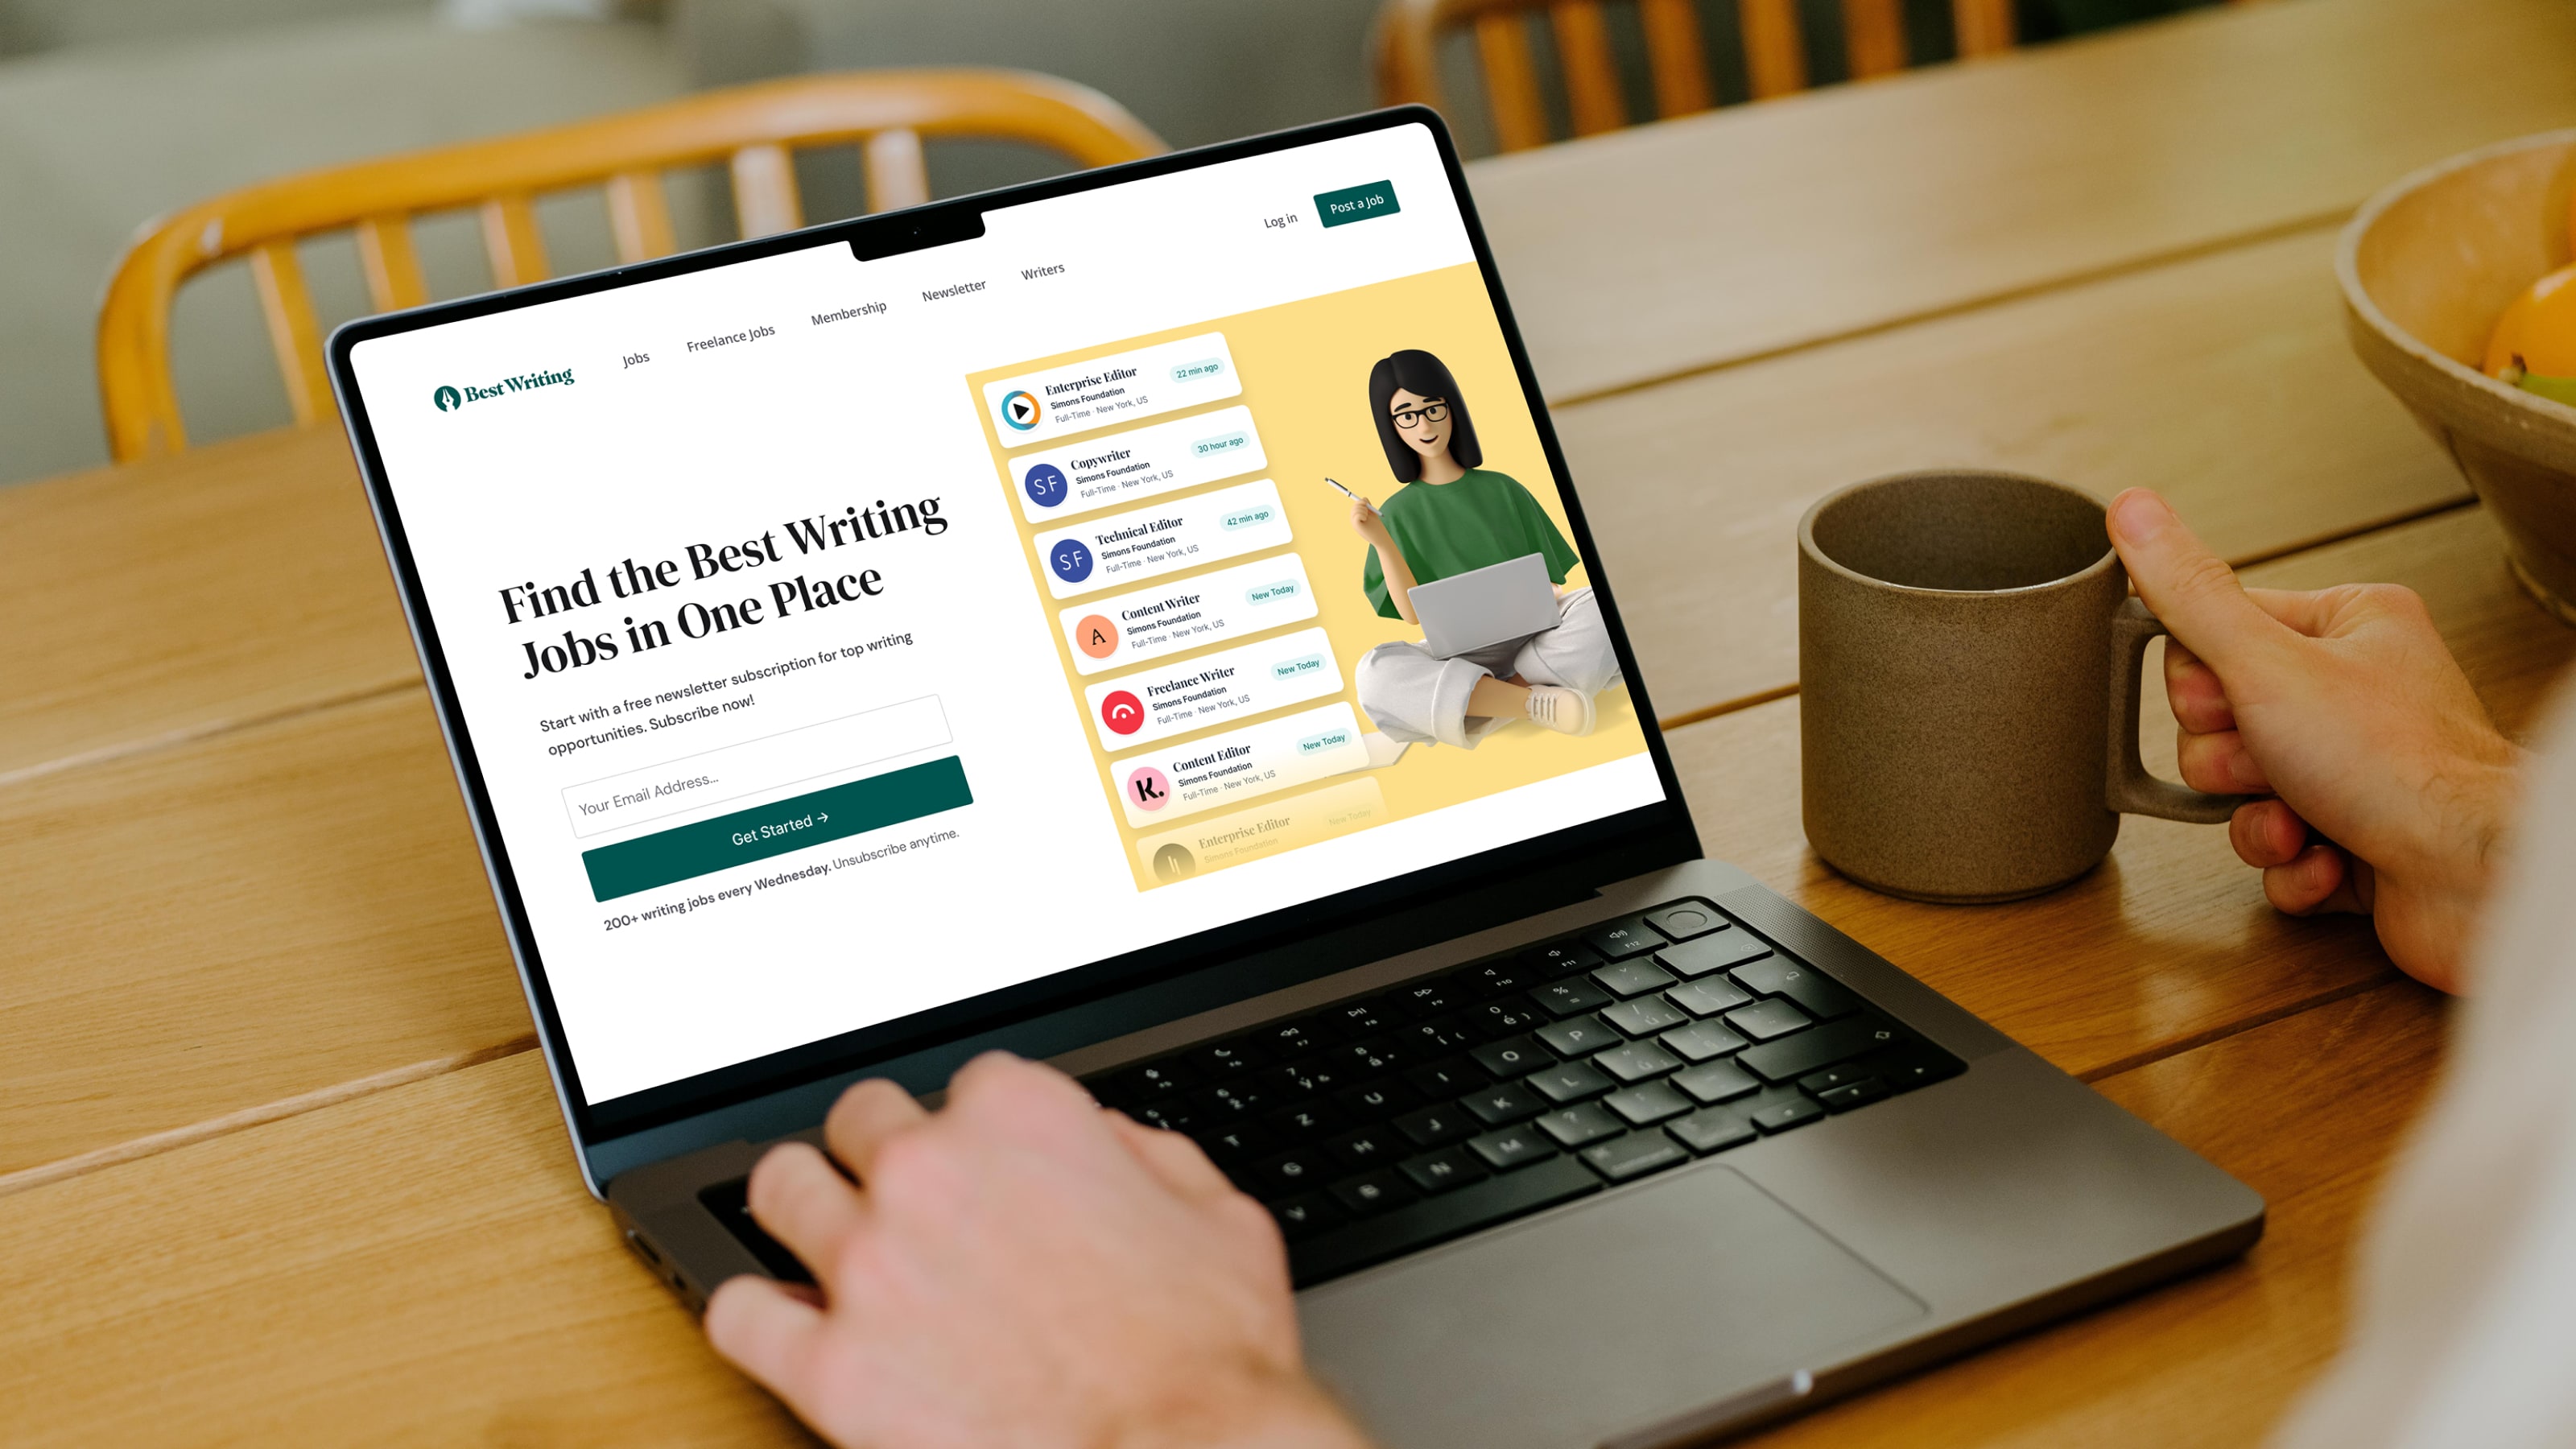 Best Writing
Jobs
Freelance Jobs
Membership
Newsletter
Writers
Log in
Post a Job
Find the Best Writing
Jobs in One Place
Start with a free newsletter subscription for top writing
opportunities. Subscribe now!
Your Email Address...
Get Started →
200+ writing jobs every Wednesday. Unsubscribe anytime.
Enterprise Editor
Simons Foundation
Full-Time · New York, US
22 min ago
SF
Copywriter
Simons Foundation
Full-Time · New York, US
30 hour ago
SF
Technical Editor
Simons Foundation
Full-Time · New York, US
42 min ago
A
Content Writer
Simons Foundation
Full-Time · New York, US
New Today
Freelance Writer
Simons Foundation
Full-Time · New York, US
New Today
K.
Content Editor
Simons Foundation
Full-Time · New York, US
New Today
Enterprise Editor
Simons Foundation
New Today
F7 F8 F9 F10 F11 F12
T Z U I O P
G H J K L
V B N M